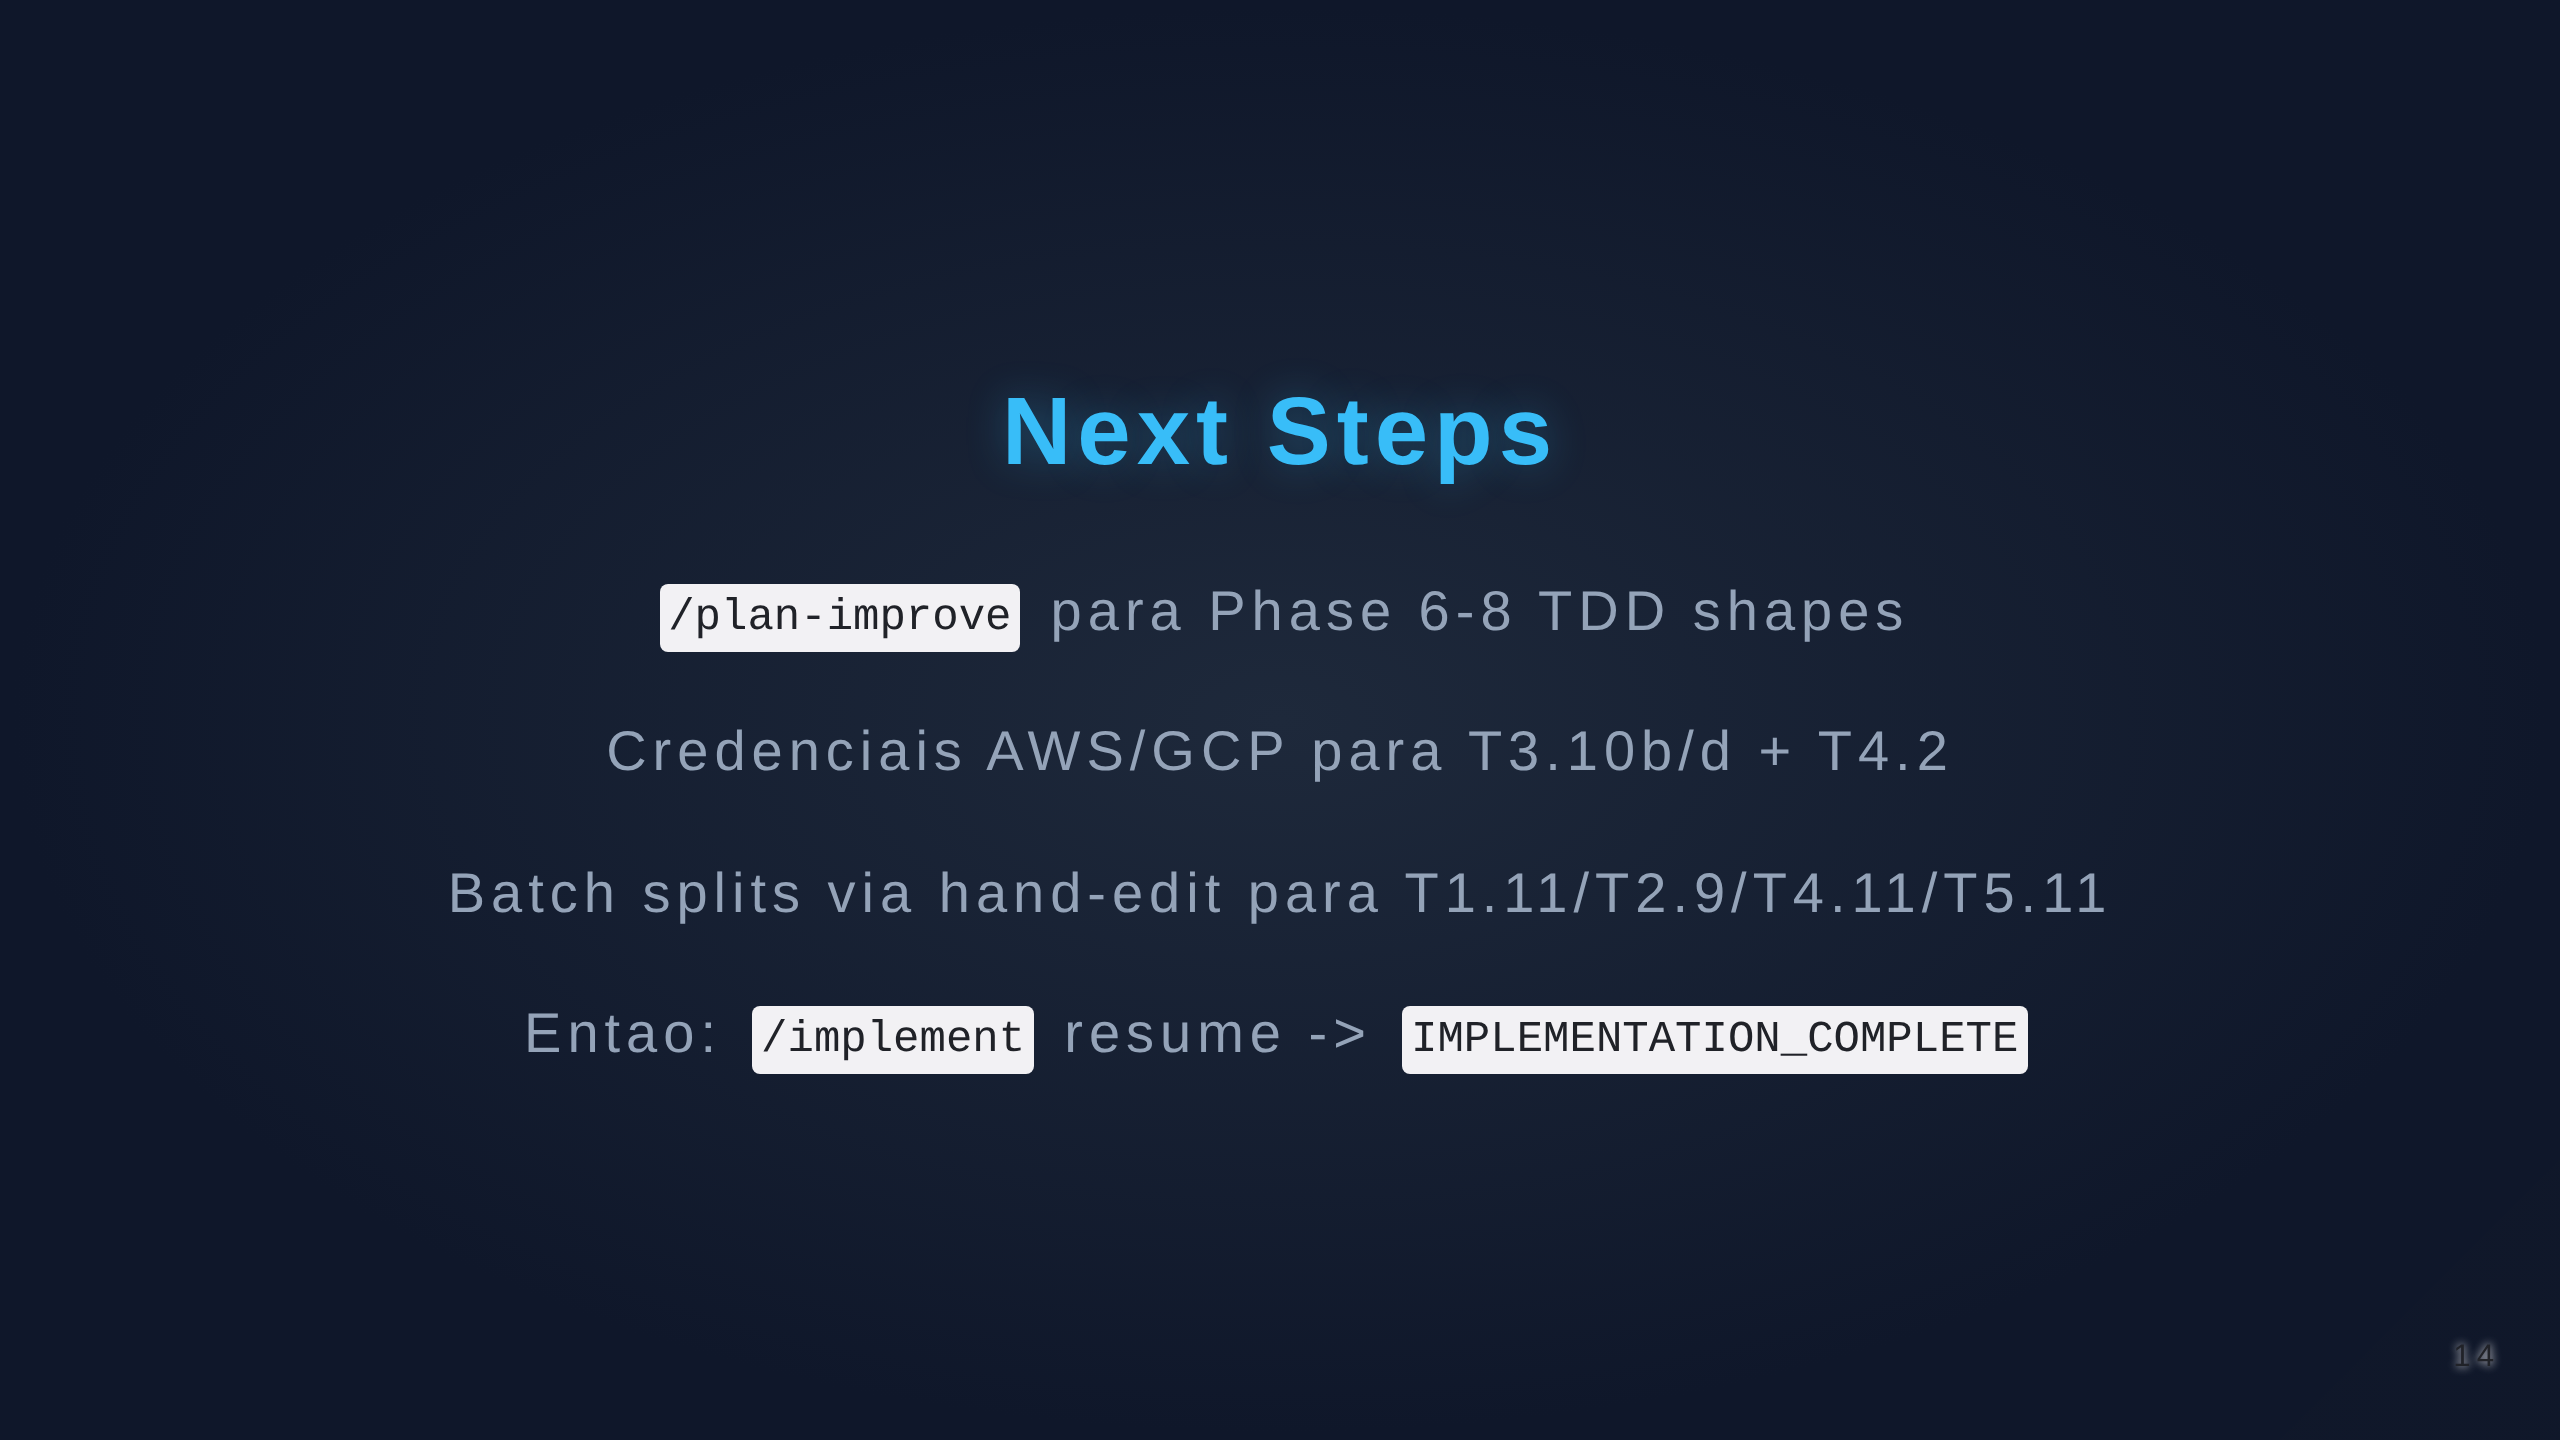 Next Steps
/plan-improve para Phase 6-8 TDD shapes
Credenciais AWS/GCP para T3.10b/d + T4.2
Batch splits via hand-edit para T1.11/T2.9/T4.11/T5.11
Entao: /implement resume -> IMPLEMENTATION_COMPLETE
14